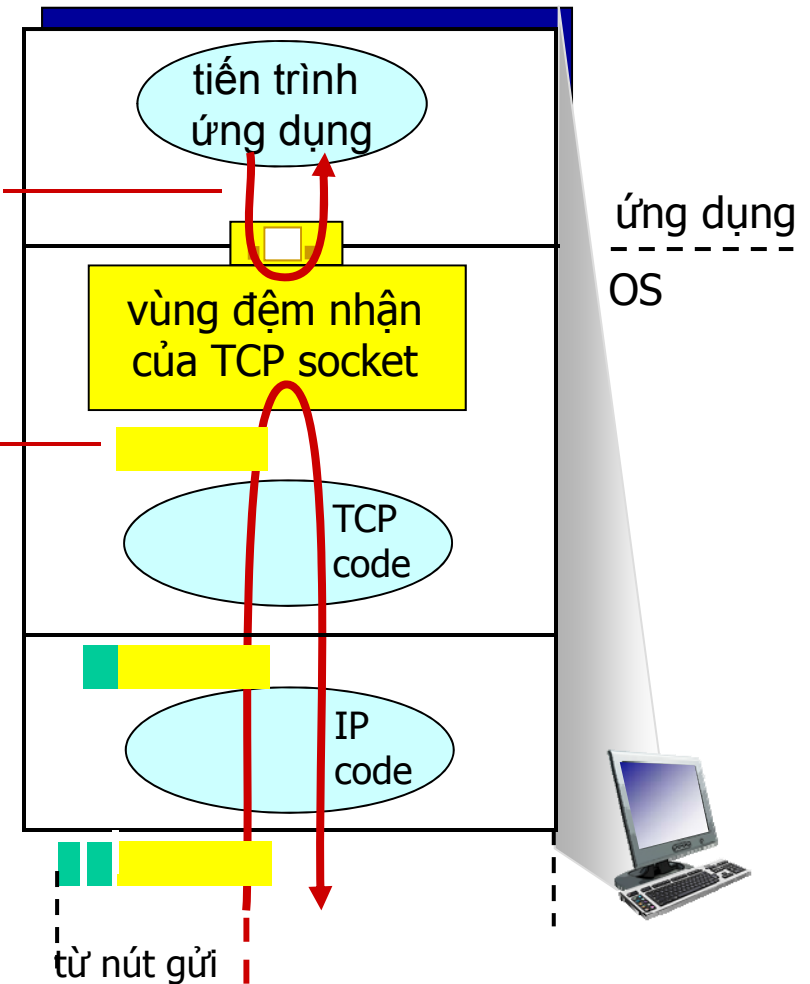 tiến trình
ứng dụng
ứng dụng
OS
vùng đệm nhận
của TCP socket
TCP
code
IP
code
từ nút gửi